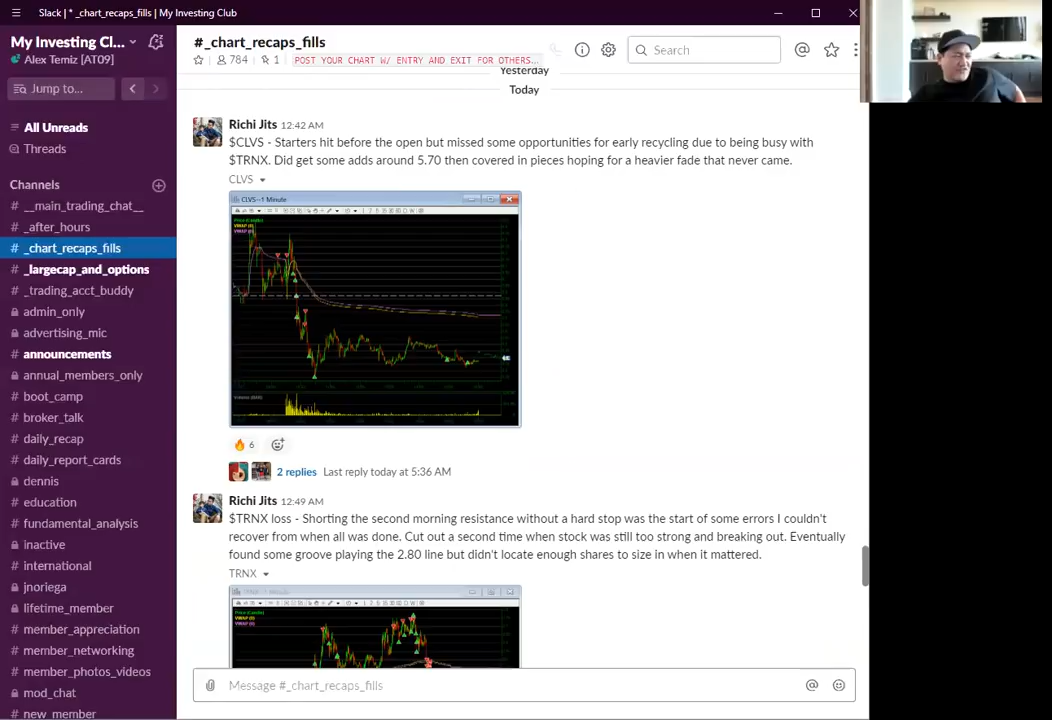 Slack | * _chart_recaps_fills | My Investing Club
My Investing Cl...
Alex Temiz [AT09]
Jump to...
All Unreads
Threads
Channels
# __main_trading_chat__
# _after_hours
# _chart_recaps_fills
# _largecap_and_options
# _trading_acct_buddy
admin_only
advertising_mic
# announcements
# annual_members_only
# boot_camp
# broker_talk
# daily_recap
# daily_report_cards
# dennis
# education
# fundamental_analysis
inactive
# international
jnoriega
# lifetime_member
# member_appreciation
# member_networking
# member_photos_videos
mod_chat
# new_member
#_chart_recaps_fills
784
1
POST YOUR CHART W/ ENTRY AND EXIT FOR OTHERS...
Search
Yesterday
Today
Richi Jits 12:42 AM
$CLVS - Starters hit before the open but missed some opportunities for early recycling due to being busy with
$TRNX. Did get some adds around 5.70 then covered in pieces hoping for a heavier fade that never came.
CLVS
CLVS--1 Minute
6
2 replies Last reply today at 5:36 AM
Richi Jits 12:49 AM
$TRNX loss - Shorting the second morning resistance without a hard stop was the start of some errors I couldn't
recover from when all was done. Cut out a second time when stock was still too strong and breaking out. Eventually
found some groove playing the 2.80 line but didn't locate enough shares to size in when it mattered.
TRNX
Message #_chart_recaps_fills